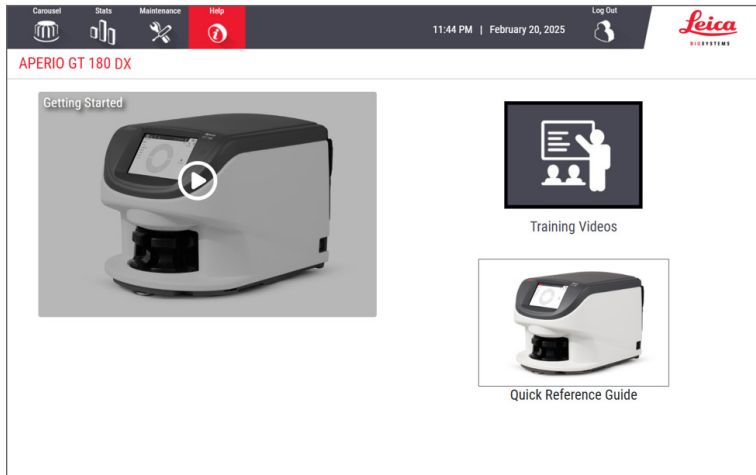 Carousel
Stats
Maintenance
Help
11:44 PM | February 20, 2025
Log Out
Leica
BIOSYSTEMS
APERIO GT 180 DX
Getting Started
Training Videos
Quick Reference Guide